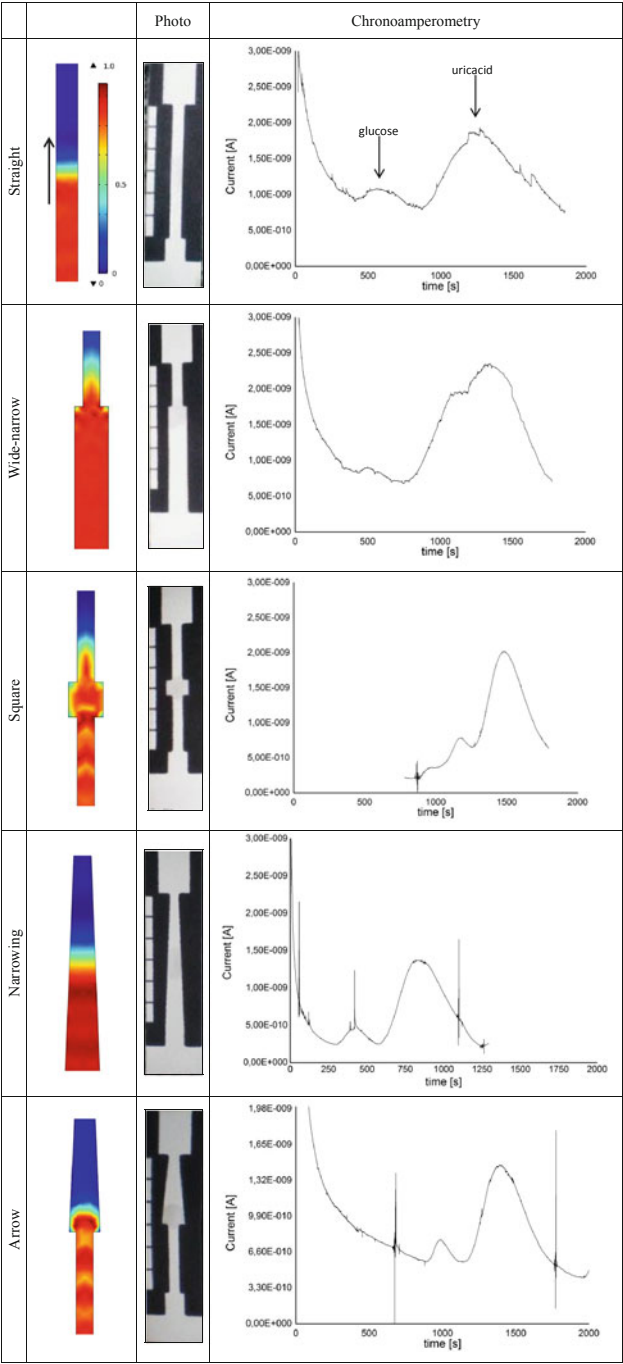 Photo
Chronoamperometry
Straight
1.0
0.5
0
0
3,00E-009
2,50E-009
2,00E-009
1,50E-009
1,00E-009
5,00E-010
0,00E+000
Current [A]
glucose
uricacid
0
500
1000
1500
2000
time [s]
Wide-narrow
3,00E-009
2,50E-009
2,00E-009
1,50E-009
1,00E-009
5,00E-010
0,00E+000
Current [A]
0
500
1000
1500
2000
time [s]
Square
3,00E-009
2,50E-009
2,00E-009
1,50E-009
1,00E-009
5,00E-010
0,00E+000
Current [A]
0
500
1000
1500
2000
time [s]
Narrowing
3,00E-009
2,50E-009
2,00E-009
1,50E-009
1,00E-009
5,00E-010
0,00E+000
Current [A]
0
250
500
750
1000
1250
1500
1750
2000
time [s]
Arrow
1,98E-009
1,65E-009
1,32E-009
9,90E-010
6,60E-010
3,30E-010
0,00E+000
Current [A]
0
500
1000
1500
2000
time [s]